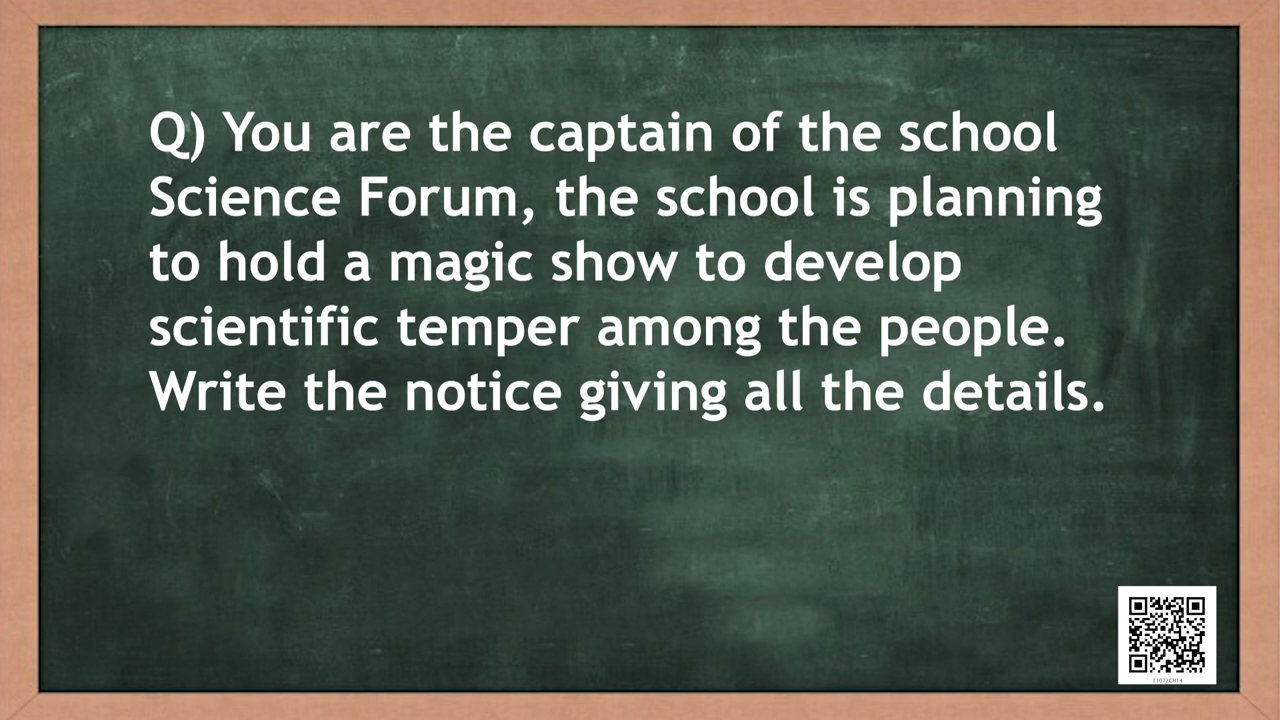 Q) You are the captain of the school
Science Forum, the school is planning
to hold a magic show to develop
scientific temper among the people.
Write the notice giving all the details.
11072CH14